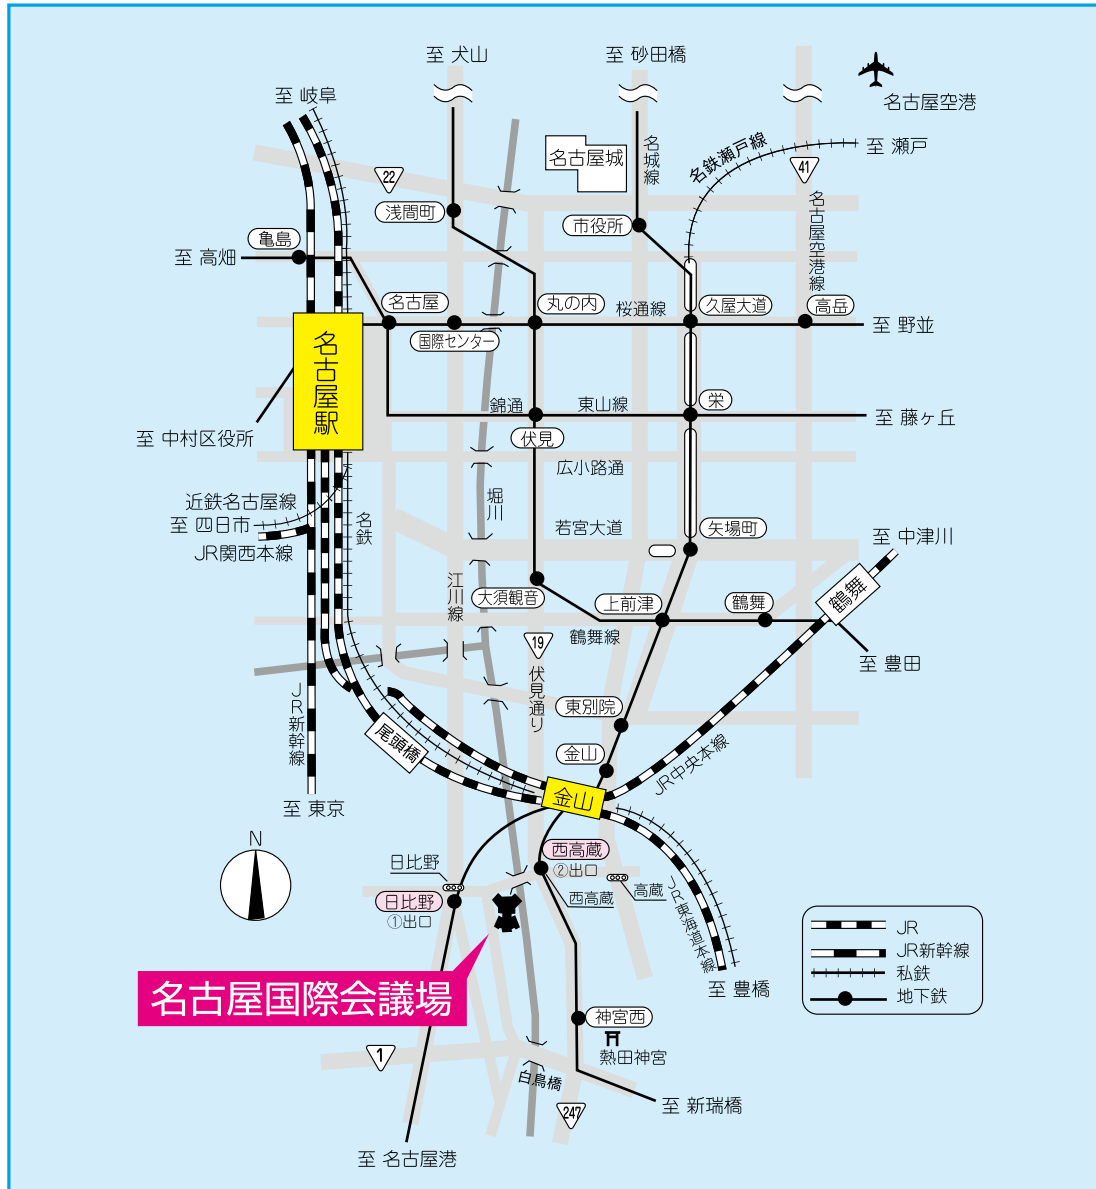 至 犬山
至 砂田橋
名古屋空港
至 岐阜
名古屋城
名城線
名鉄瀬戸線
至 瀬戸
22
41
浅間町
市役所
名古屋空港線
亀島
至 高畑
名古屋
丸の内
桜通線
久屋大道
高岳
国際センター
至 野並
名古屋駅
錦通
東山線
栄
至 藤ヶ丘
至 中村区役所
伏見
広小路通
近鉄名古屋線
至 四日市
JR関西本線
名鉄
堀川
若宮大道
矢場町
至 中津川
江川線
大須観音
上前津
鶴舞
鶴舞
鶴舞線
19
至 豊田
伏見通り
JR新幹線
東別院
尾頭橋
金山
JR中央本線
金山
至 東京
N
日比野
西高蔵
②出口
日比野
①出口
西高蔵
高蔵
JR東海道本線
至 豊橋
JR
JR新幹線
私鉄
地下鉄
名古屋国際会議場
神宮西
熱田神宮
1
白鳥橋
247
至 新瑞橋
至 名古屋港